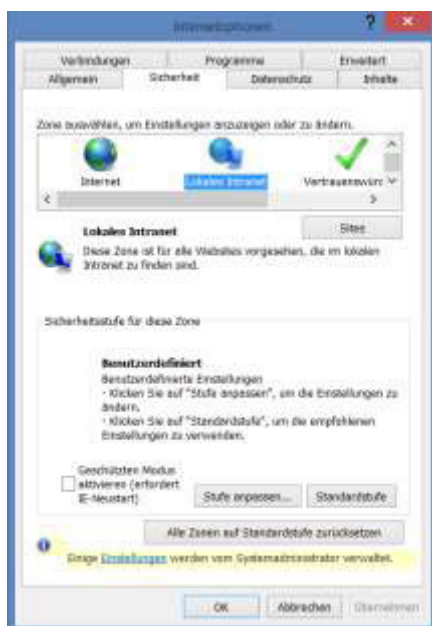 Internetoptionen
?
Verbindungen Programme Erweitert
Allgemein Sicherheit Datenschutz Inhalte
Zone auswählen, um Einstellungen anzuzeigen oder zu ändern.
Internet Lokales Intranet Vertrauenswürd
Lokales Intranet
Sites
Diese Zone ist für alle Websites vorgesehen, die im lokalen
Intranet zu finden sind.
Sicherheitsstufe für diese Zone
Benutzerdefiniert
Benutzerdefinierte Einstellungen
- Klicken Sie auf "Stufe anpassen", um die Einstellungen zu
ändern.
- Klicken Sie auf "Standardstufe", um die empfohlenen
Einstellungen zu verwenden.
Geschützten Modus
aktivieren (erfordert
IE-Neustart)
Stufe anpassen... Standardstufe
Alle Zonen auf Standardstufe zurücksetzen
Einige Einstellungen werden vom Systemadministrator verwaltet.
OK Abbrechen Übernehmen